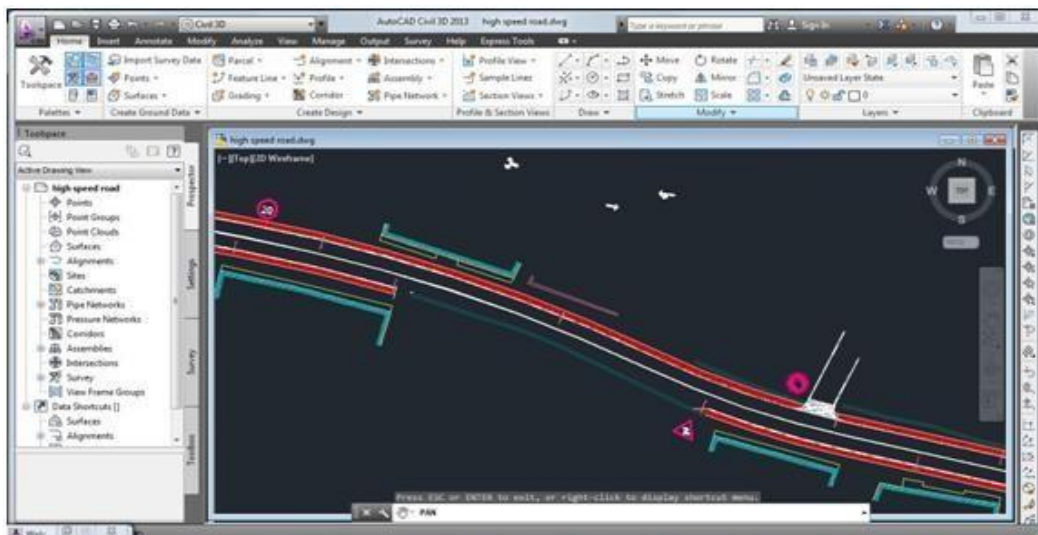 Civil 3D AutoCAD Civil 3D 2013 high speed road.dwg Type a keyword or phrase Sign In
Home Insert Annotate Modify Analyze View Manage Output Survey Help Express Tools
Toolspace
Import Survey Data Parcel Alignment Intersections Profile View Move Rotate Unsaved Layer State
Points Feature Line Profile Assembly Sample Lines Copy Mirror 0
Surfaces Grading Corridor Pipe Network Section Views Stretch Scale
Paste
Palettes Create Ground Data Create Design Profile & Section Views Draw Modify Layers Clipboard
Toolspace
Active Drawing View
high speed road
Points
Point Groups
Point Clouds
Surfaces
Alignments
Sites
Catchments
Pipe Networks
Pressure Networks
Corridors
Assemblies
Intersections
Survey
View Frame Groups
Data Shortcuts []
Surfaces
Alignments
Prospector
Settings
Survey
Toolbox
high speed road.dwg
[-][Top][2D Wireframe]
N
W TOP E
S
20
Press ESC or ENTER to exit, or right-click to display shortcut menu.
PAN